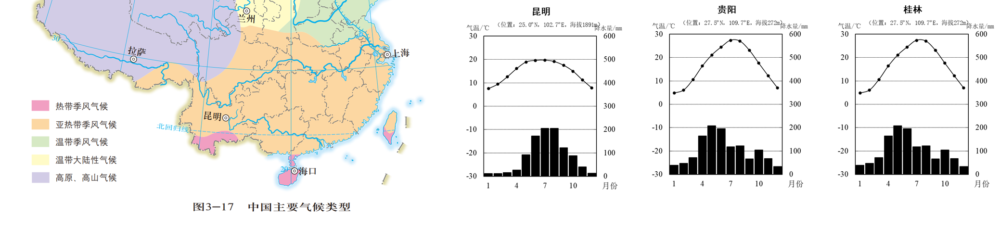 兰州
30
拉萨
上海
昆明
北回归线
20
海口
热带季风气候
亚热带季风气候
温带季风气候
温带大陆性气候
高原、高山气候
图3—17 中国主要气候类型
昆明
(位置: 25.0°N, 102.7°E, 海拔1891m)
气温/℃ 降水量/mm
30 600
20 500
10 400
0 300
-10 200
-20 100
-30 0
1 4 7 10 月份
贵阳
(位置: 27.5°N, 109.7°E, 海拔272m)
气温/℃ 降水量/mm
30 600
20 500
10 400
0 300
-10 200
-20 100
-30 0
1 4 7 10 月份
桂林
(位置: 27.5°N, 109.7°E, 海拔272m)
气温/℃ 降水量/mm
30 600
20 500
10 400
0 300
-10 200
-20 100
-30 0
1 4 7 10 月份